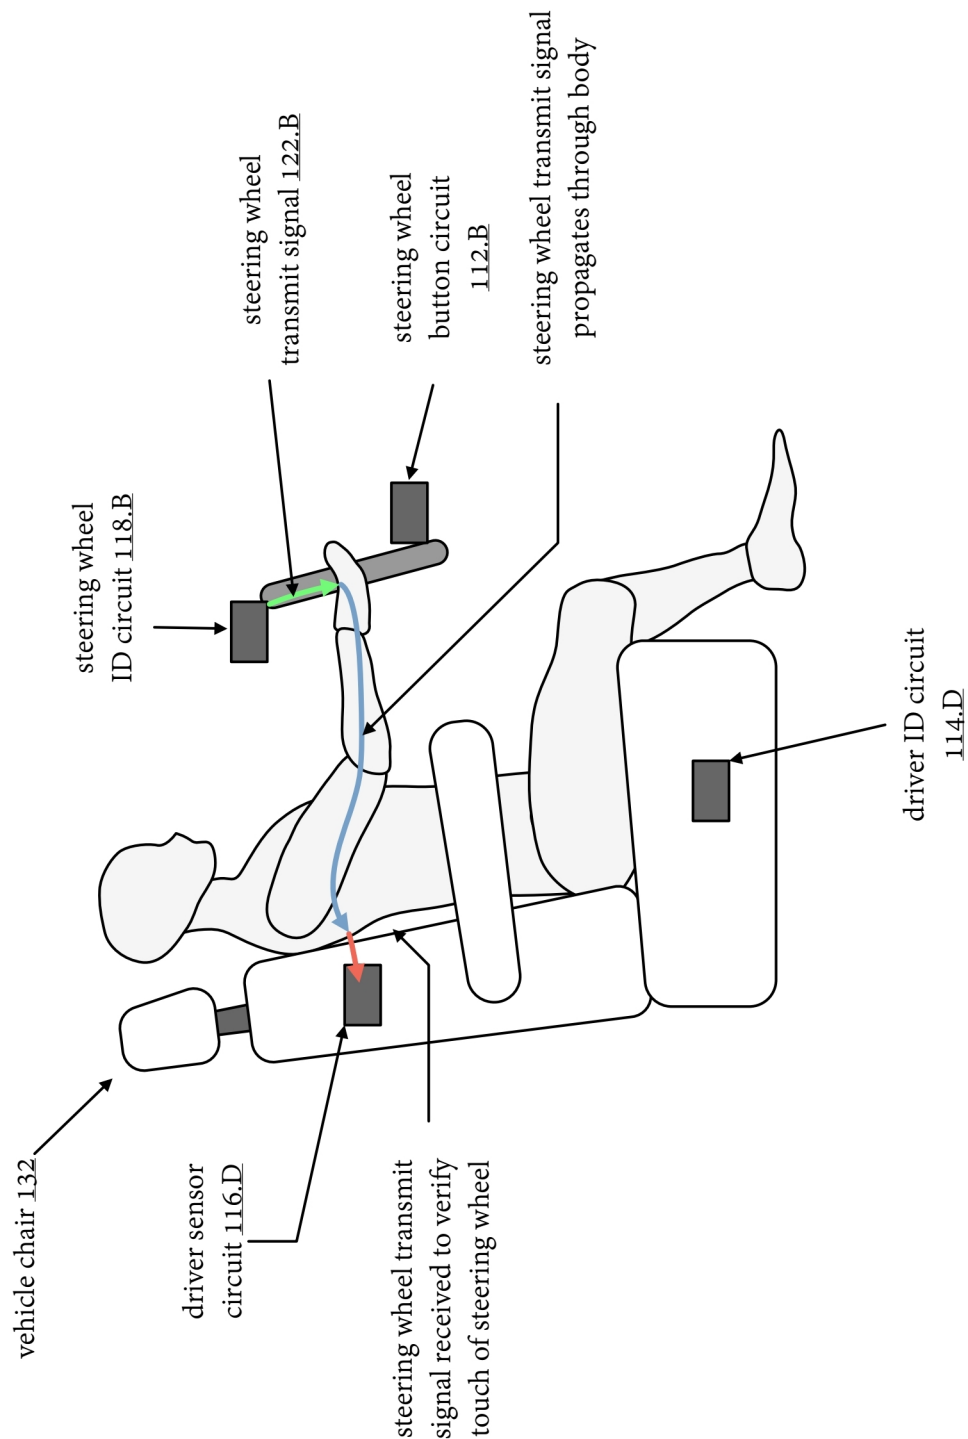 vehicle chair 132
driver sensor
circuit 116.D
steering wheel transmit
signal received to verify
touch of steering wheel
steering wheel
ID circuit 118.B
steering wheel
transmit signal 122.B
steering wheel
button circuit
112.B
steering wheel transmit signal
propagates through body
driver ID circuit
114.D